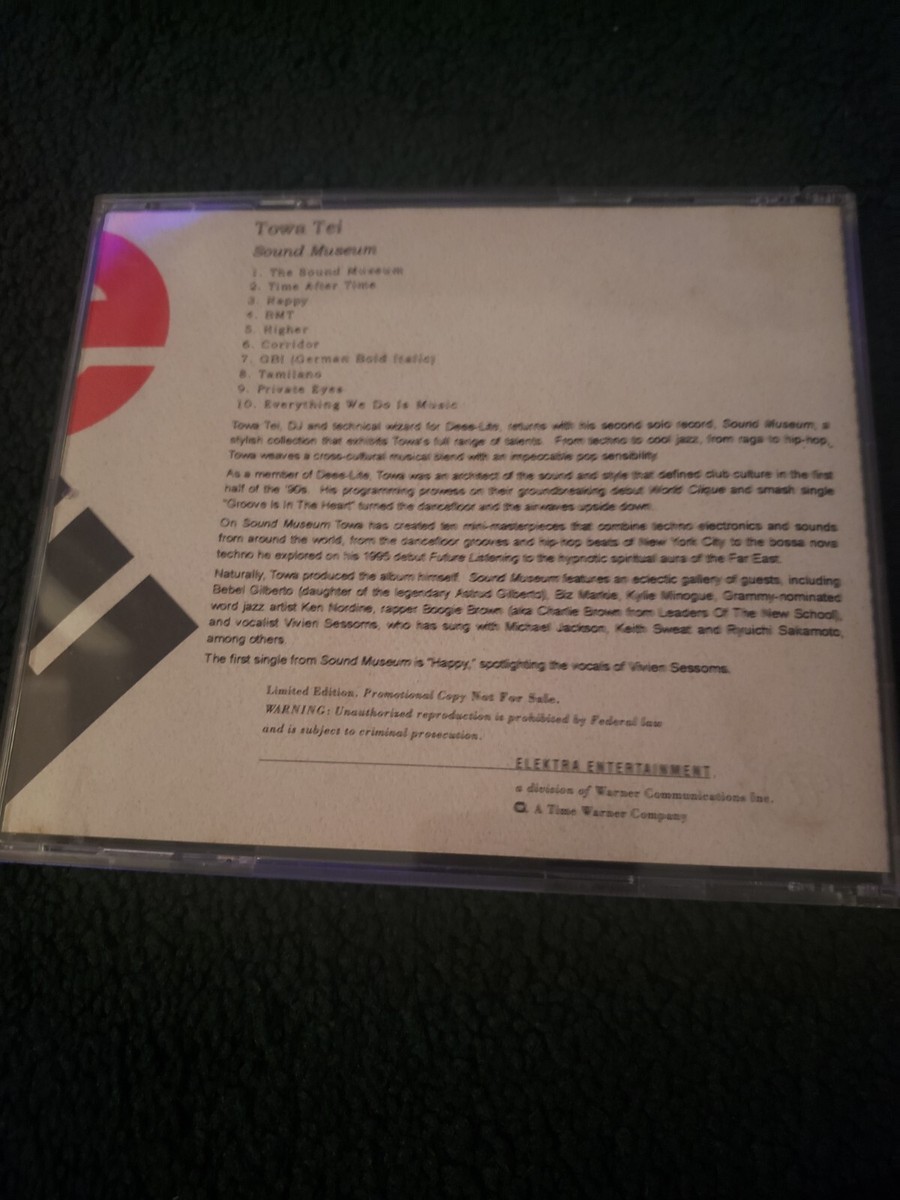 Towa Tei
Sound Museum
1. The Sound Museum
2. Time After Time
3. Happy
4. BMT
5. Higher
6. Corridor
7. GBI (German Bold Italic)
8. Tamilano
9. Private Eyes
10. Everything We Do Is Music
Towa Tei, DJ and technical wizard for Deee-Lite, returns with his second solo record, Sound Museum, a
stylish collection that exhibits Towa's full range of talents. From techno to cool jazz, from raga to hip-hop,
Towa weaves a cross-cultural musical blend with an impeccable pop sensibility.
As a member of Deee-Lite, Towa was an architect of the sound and style that defined club culture in the first
half of the '90s. His programming prowess on their groundbreaking debut World Clique and smash single
"Groove Is In The Heart" turned the dancefloor and the airwaves upside down.
On Sound Museum Towa has created ten mini-masterpieces that combine techno electronics and sounds
from around the world, from the dancefloor grooves and hip-hop beats of New York City to the bossa nova
techno he explored on his 1995 debut Future Listening to the hypnotic spiritual aura of the Far East.
Naturally, Towa produced the album himself. Sound Museum features an eclectic gallery of guests, including
Bebel Gilberto (daughter of the legendary Astrud Gilberto), Biz Markie, Kylie Minogue, Grammy-nominated
word jazz artist Ken Nordine, rapper Boogie Brown (aka Charlie Brown from Leaders Of The New School),
and vocalist Vivien Sessoms, who has sung with Michael Jackson, Keith Sweat and Ryuichi Sakamoto,
among others.
The first single from Sound Museum is "Happy," spotlighting the vocals of Vivien Sessoms.
Limited Edition. Promotional Copy Not For Sale.
WARNING: Unauthorized reproduction is prohibited by Federal law
and is subject to criminal prosecution.
ELEKTRA ENTERTAINMENT,
a division of Warner Communications Inc.
A Time Warner Company